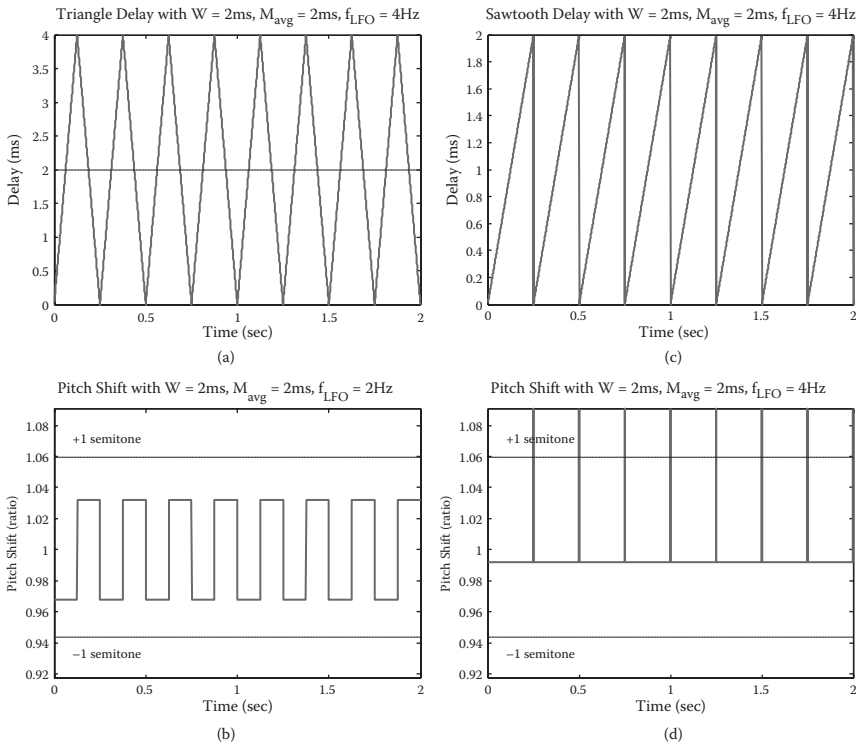 Triangle Delay with W = 2ms, M_avg = 2ms, f_LFO = 4Hz
4
3.5
3
2.5
2
1.5
1
0.5
0
Delay (ms)
0 0.5 1 1.5 2
Time (sec)
(a)
Sawtooth Delay with W = 2ms, M_avg = 2ms, f_LFO = 4Hz
2
1.8
1.6
1.4
1.2
1
0.8
0.6
0.4
0.2
0
Delay (ms)
0 0.5 1 1.5 2
Time (sec)
(c)
Pitch Shift with W = 2ms, M_avg = 2ms, f_LFO = 2Hz
1.08
1.06
1.04
1.02
1
0.98
0.96
0.94
0.92
Pitch Shift (ratio)
+1 semitone
−1 semitone
0 0.5 1 1.5 2
Time (sec)
(b)
Pitch Shift with W = 2ms, M_avg = 2ms, f_LFO = 4Hz
1.08
1.06
1.04
1.02
1
0.98
0.96
0.94
0.92
Pitch Shift (ratio)
+1 semitone
−1 semitone
0 0.5 1 1.5 2
Time (sec)
(d)